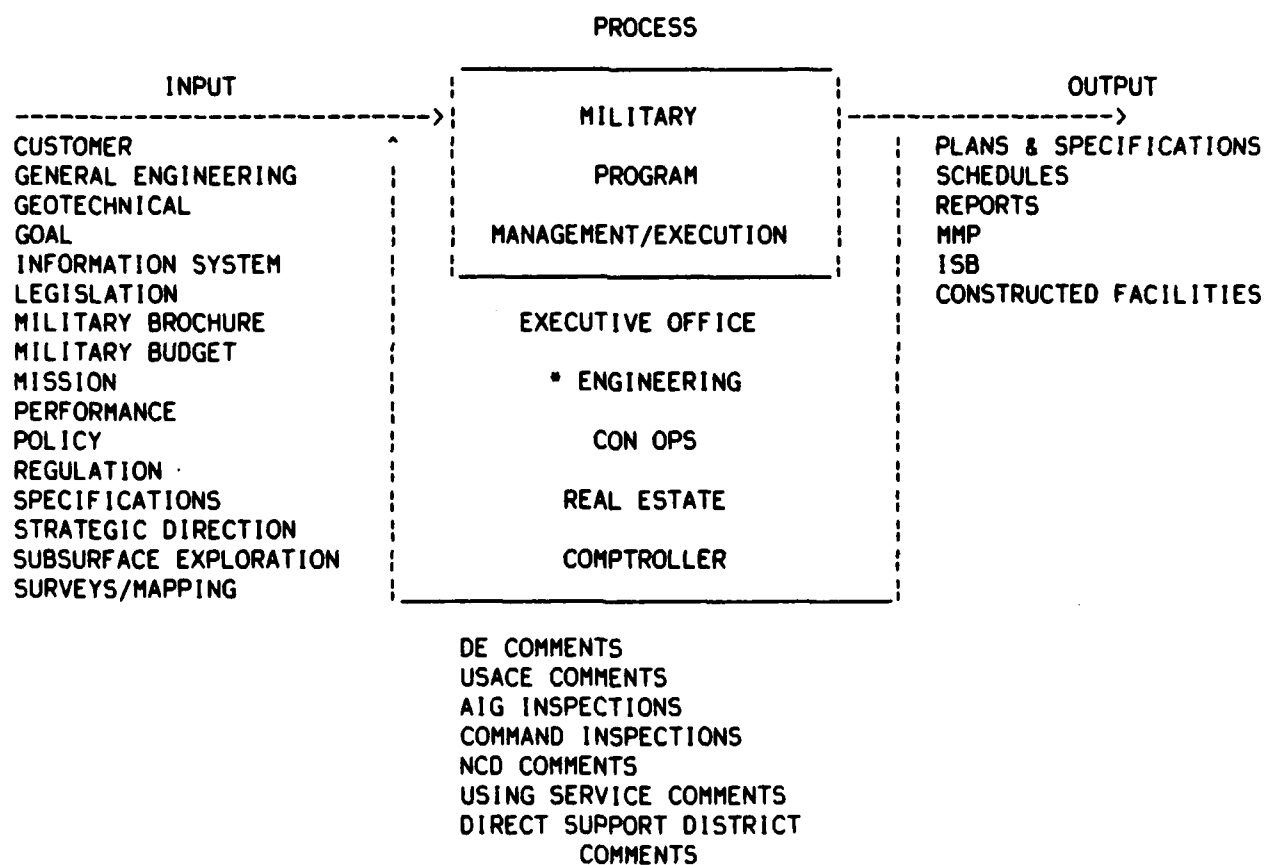 PROCESS
INPUT
OUTPUT
MILITARY
PROGRAM
MANAGEMENT/EXECUTION
CUSTOMER
GENERAL ENGINEERING
GEOTECHNICAL
GOAL
INFORMATION SYSTEM
LEGISLATION
MILITARY BROCHURE
MILITARY BUDGET
MISSION
PERFORMANCE
POLICY
REGULATION
SPECIFICATIONS
STRATEGIC DIRECTION
SUBSURFACE EXPLORATION
SURVEYS/MAPPING
EXECUTIVE OFFICE
* ENGINEERING
CON OPS
REAL ESTATE
COMPTROLLER
PLANS & SPECIFICATIONS
SCHEDULES
REPORTS
MMP
ISB
CONSTRUCTED FACILITIES
DE COMMENTS
USACE COMMENTS
AIG INSPECTIONS
COMMAND INSPECTIONS
NCD COMMENTS
USING SERVICE COMMENTS
DIRECT SUPPORT DISTRICT
COMMENTS